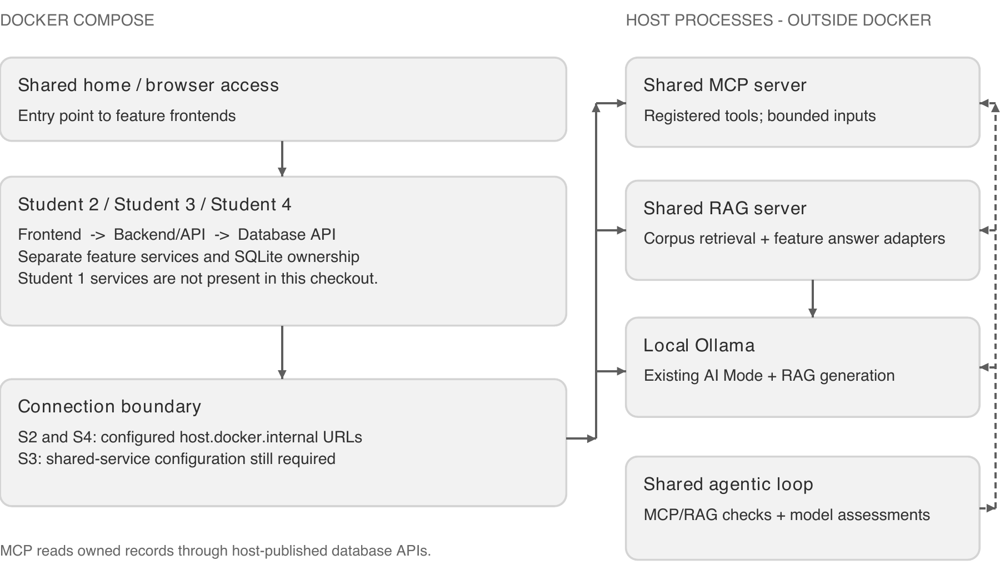 DOCKER COMPOSE
Shared home / browser access
Entry point to feature frontends
Student 2 / Student 3 / Student 4
Frontend -> Backend/API -> Database API
Separate feature services and SQLite ownership
Student 1 services are not present in this checkout.
Connection boundary
S2 and S4: configured host.docker.internal URLs
S3: shared-service configuration still required
MCP reads owned records through host-published database APIs.
HOST PROCESSES - OUTSIDE DOCKER
Shared MCP server
Registered tools; bounded inputs
Shared RAG server
Corpus retrieval + feature answer adapters
Local Ollama
Existing AI Mode + RAG generation
Shared agentic loop
MCP/RAG checks + model assessments